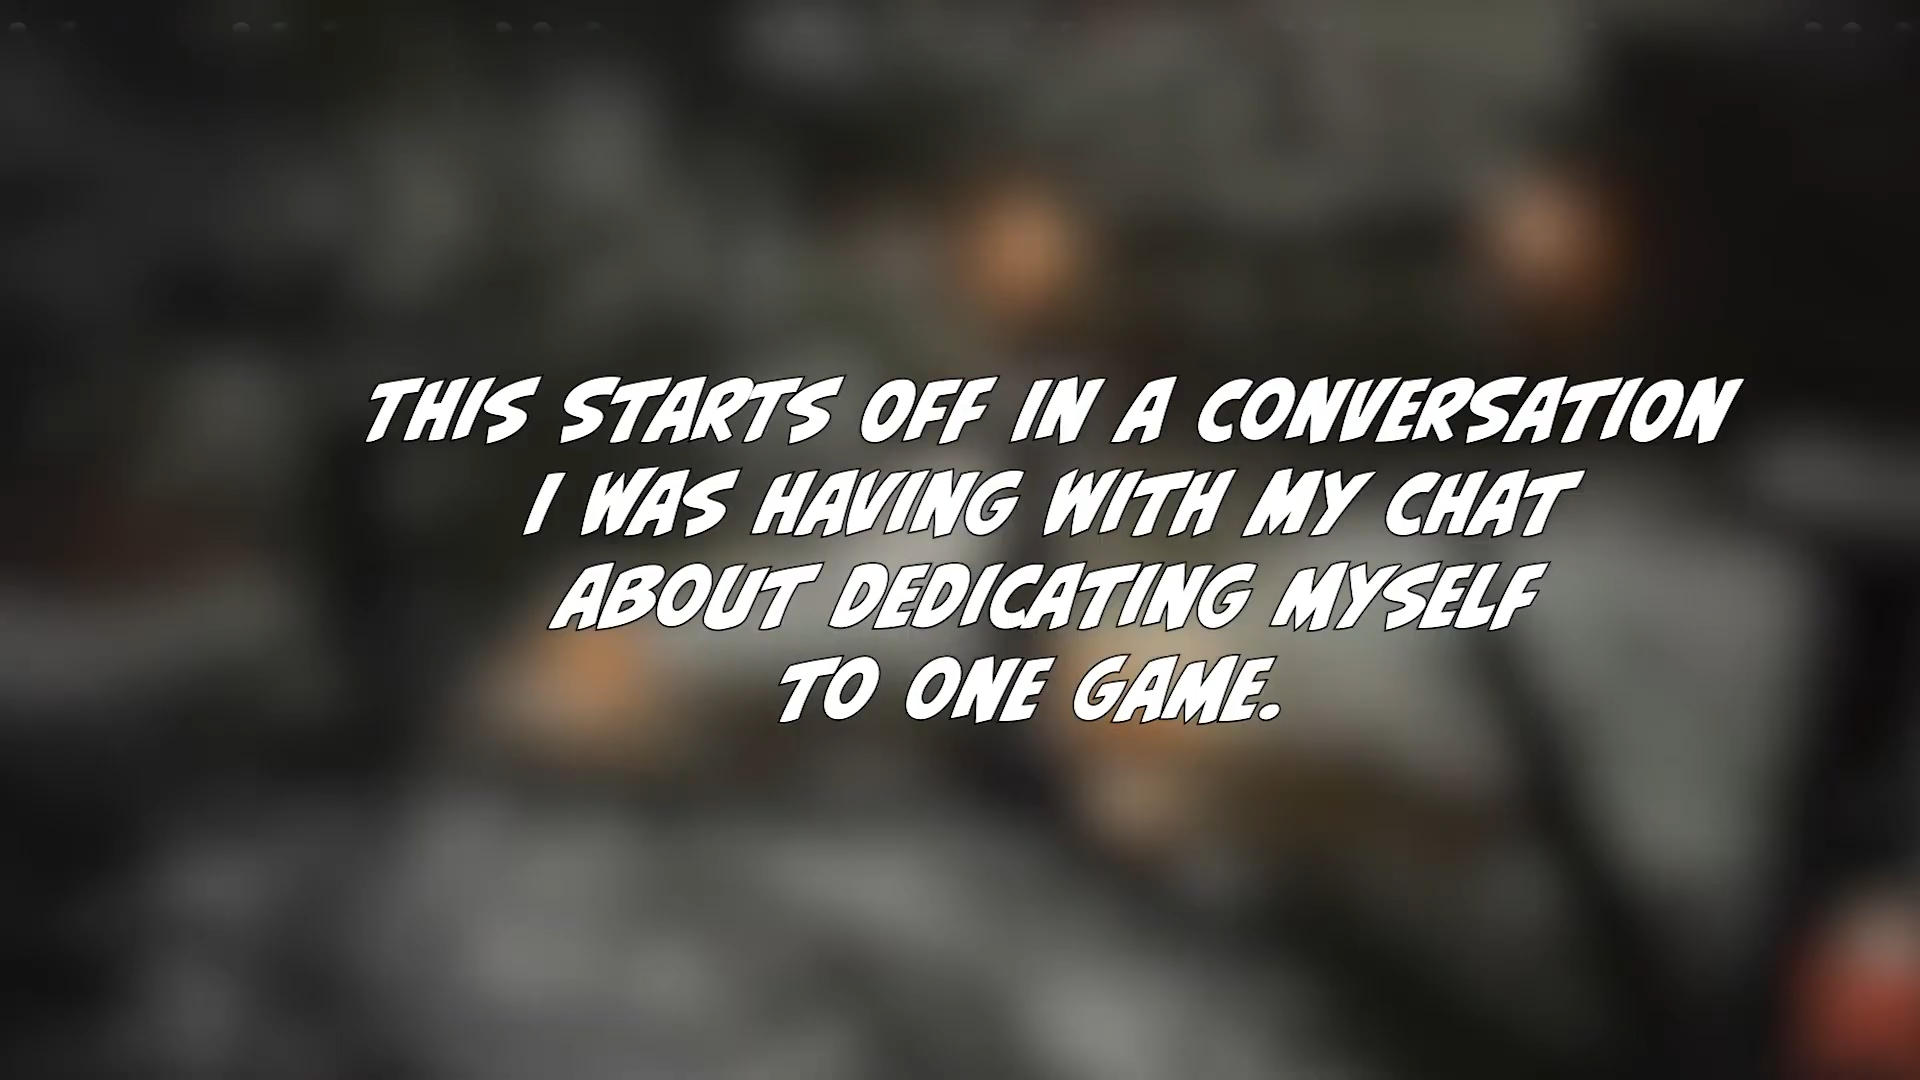 THIS STARTS OFF IN A CONVERSATION
I WAS HAVING WITH MY CHAT
ABOUT DEDICATING MYSELF
TO ONE GAME.